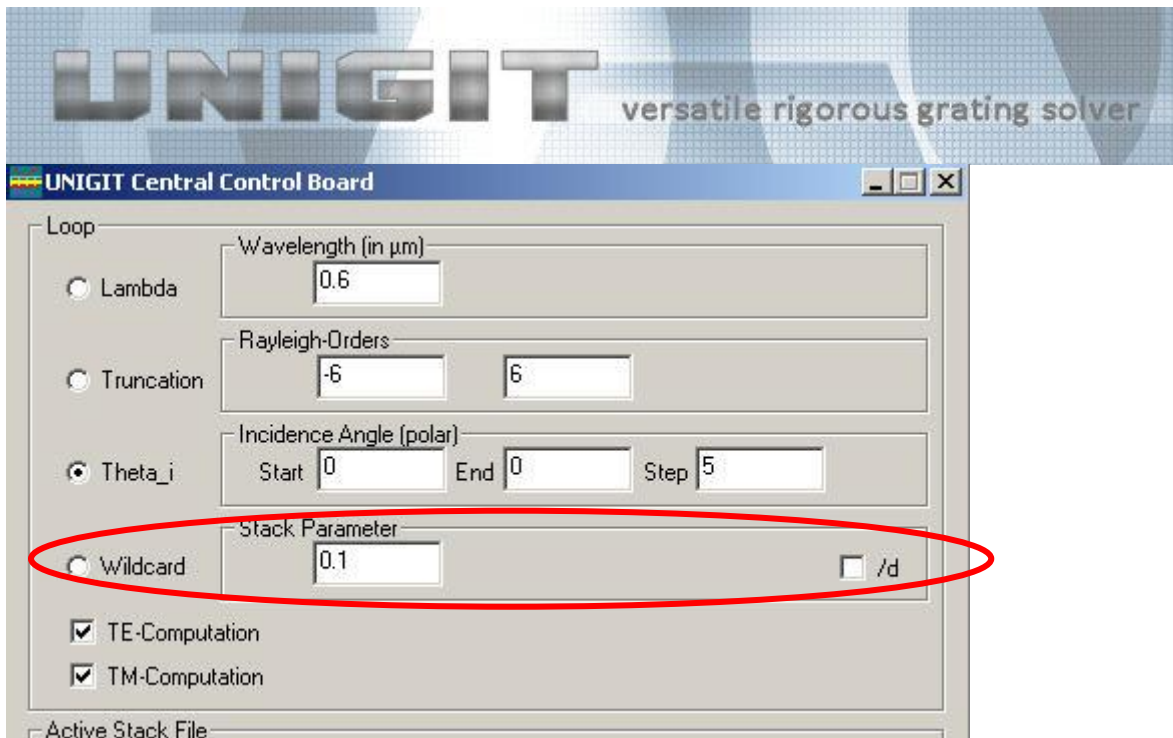 UNIGIT
versatile rigorous grating solver
UNIGIT Central Control Board
Loop
Wavelength (in µm)
Lambda 0.6
Rayleigh-Orders
Truncation -6 6
Incidence Angle (polar)
Theta_i Start 0 End 0 Step 5
Stack Parameter
Wildcard 0.1 /d
TE-Computation
TM-Computation
Active Stack File